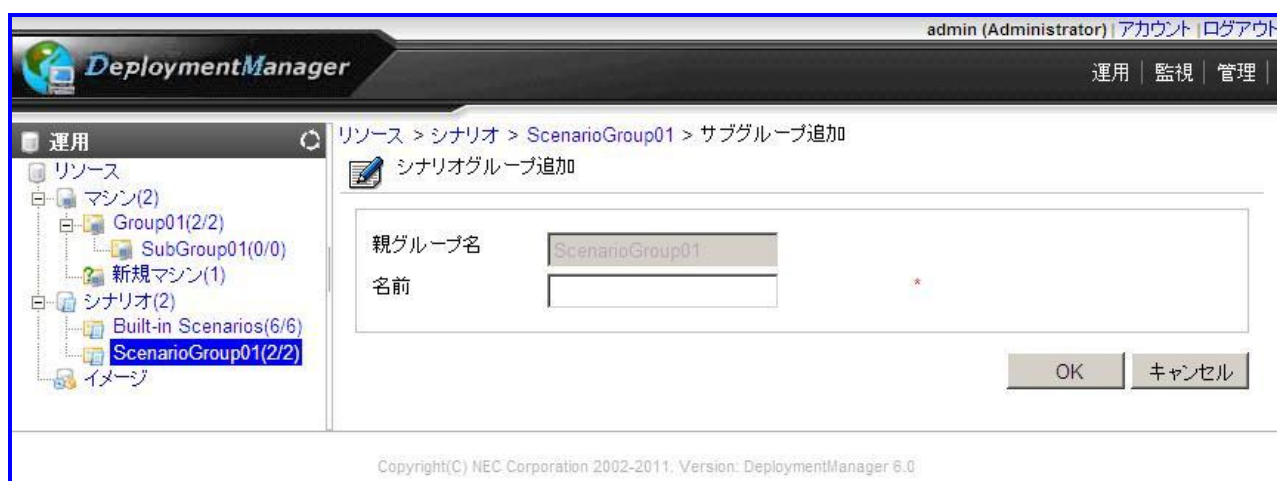 admin (Administrator) | アカウント | ログアウト
DeploymentManager
運用 | 監視 | 管理 |
運用
リソース
マシン(2)
Group01(2/2)
SubGroup01(0/0)
新規マシン(1)
シナリオ(2)
Built-in Scenarios(6/6)
ScenarioGroup01(2/2)
イメージ
リソース > シナリオ > ScenarioGroup01 > サブグループ追加
シナリオグループ追加
親グループ名 ScenarioGroup01
名前 *
OK キャンセル
Copyright(C) NEC Corporation 2002-2011. Version: DeploymentManager 6.0